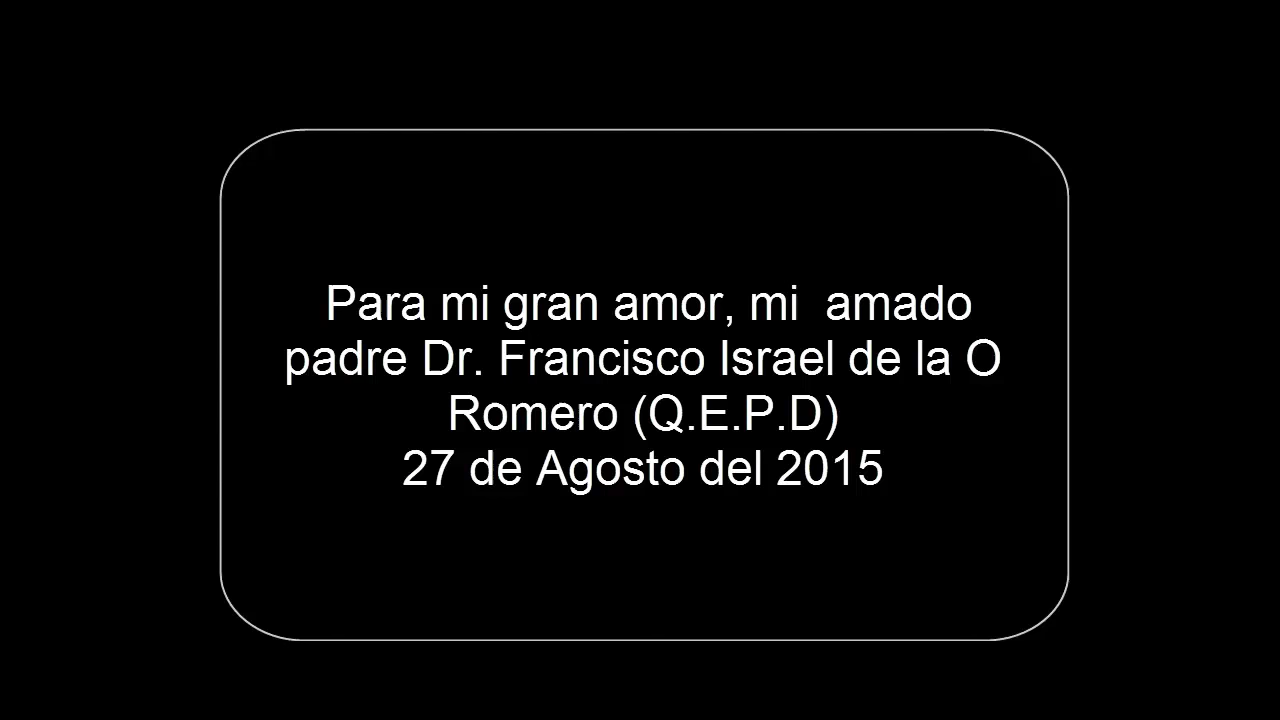 Para mi gran amor, mi  amado
padre Dr. Francisco Israel de la O
Romero (Q.E.P.D)
27 de Agosto del 2015